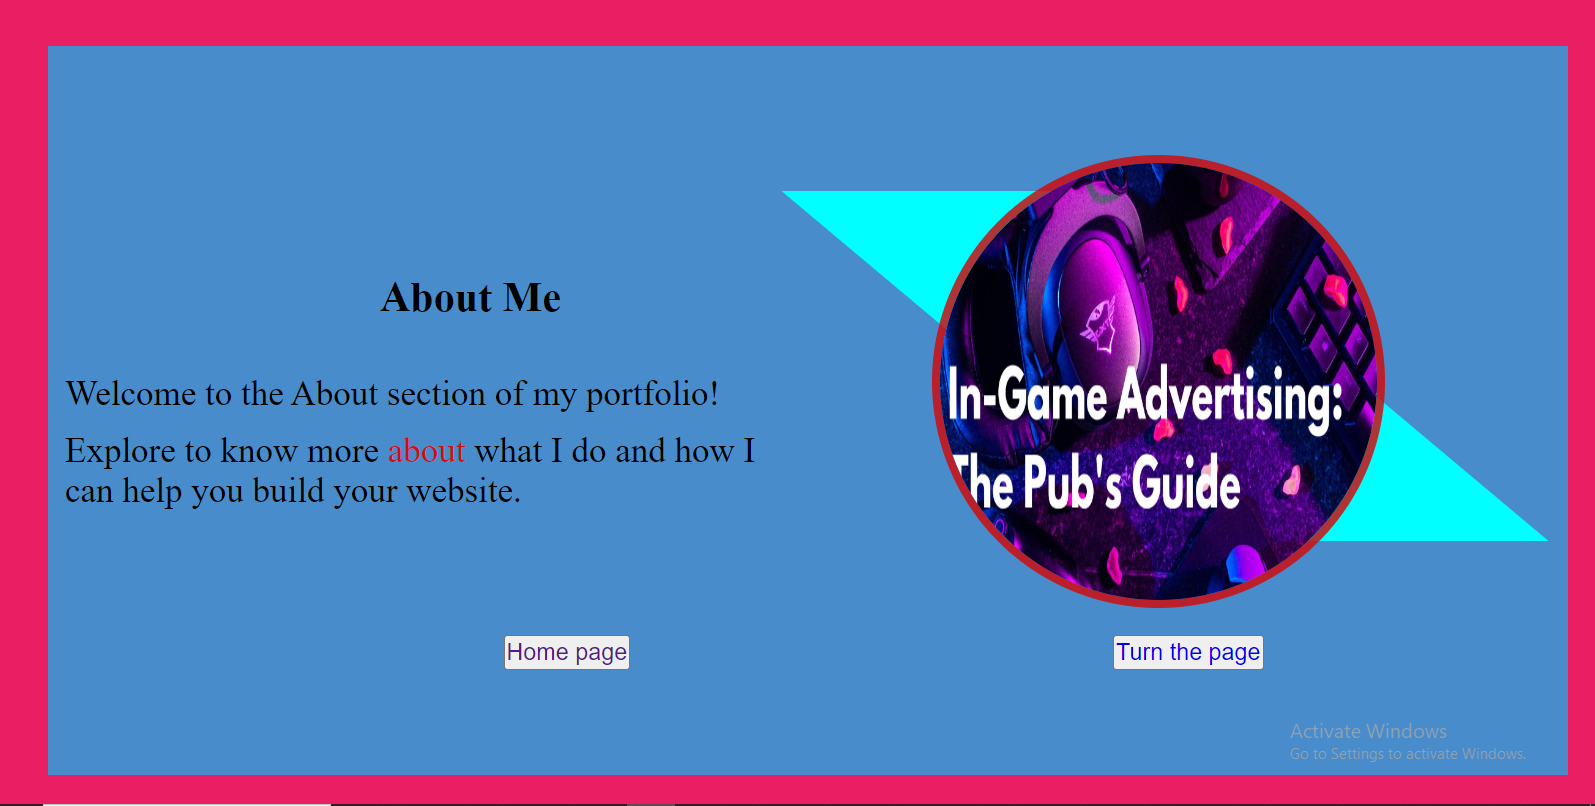 About Me
Welcome to the About section of my portfolio!
Explore to know more about what I do and how I
can help you build your website.
In-Game Advertising:
The Pub's Guide
Home page
Turn the page
Activate Windows
Go to Settings to activate Windows.